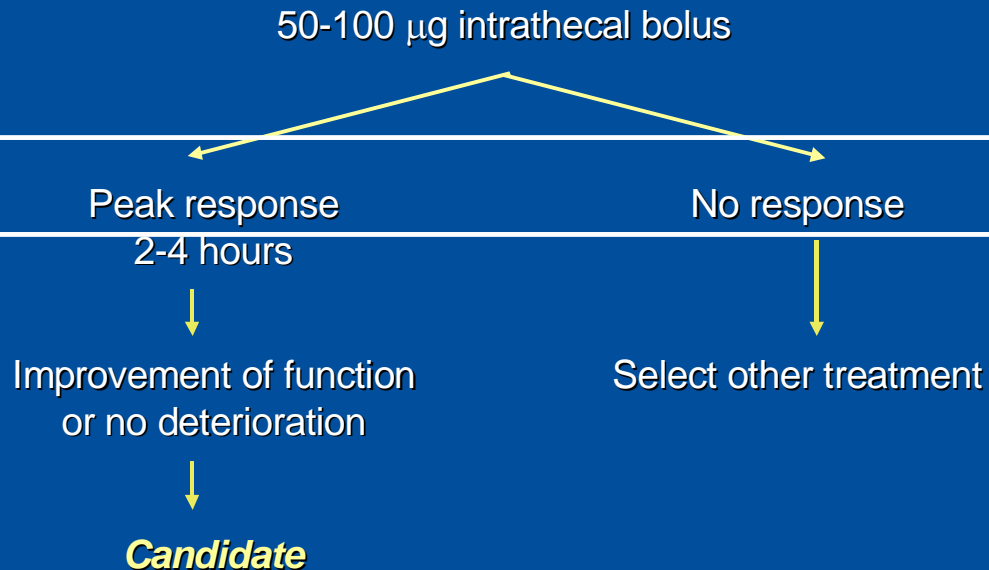 50-100 μg intrathecal bolus
Peak response
2-4 hours
No response
Improvement of function
or no deterioration
Select other treatment
Candidate